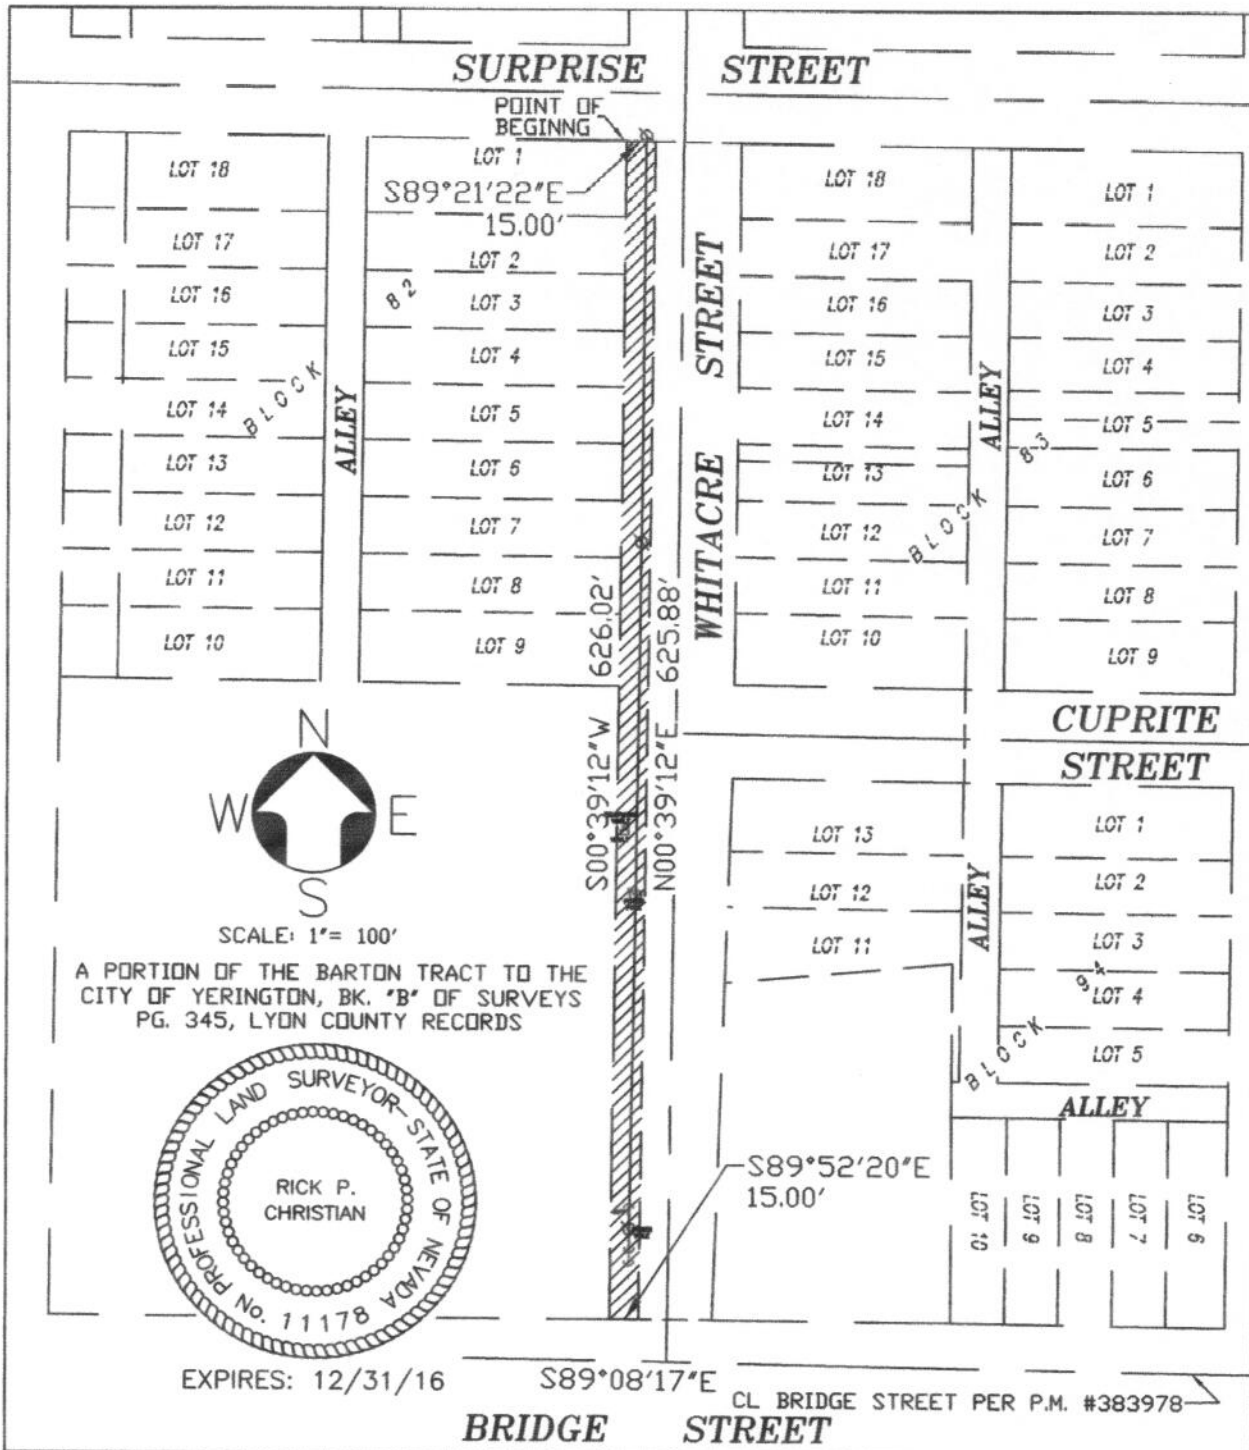 SURPRISE STREET
POINT OF
BEGINNG
S89°21'22"E
15.00'
LOT 18
LOT 17
LOT 16
LOT 15
LOT 14
LOT 13
LOT 12
LOT 11
LOT 10
BLOCK 82
ALLEY
LOT 1
LOT 2
LOT 3
LOT 4
LOT 5
LOT 6
LOT 7
LOT 8
LOT 9
S00°39'12"W 626.02'
N00°39'12"E 625.88'
WHITACRE STREET
LOT 18
LOT 17
LOT 16
LOT 15
LOT 14
LOT 13
LOT 12
LOT 11
LOT 10
BLOCK 83
ALLEY
LOT 1
LOT 2
LOT 3
LOT 4
LOT 5
LOT 6
LOT 7
LOT 8
LOT 9
CUPRITE
STREET
N
W E
S
SCALE: 1"= 100'
A PORTION OF THE BARTON TRACT TO THE
CITY OF YERINGTON, BK. "B" OF SURVEYS
PG. 345, LYON COUNTY RECORDS
PROFESSIONAL LAND SURVEYOR-STATE OF NEVADA
RICK P.
CHRISTIAN
No. 11178
EXPIRES: 12/31/16
LOT 13
LOT 12
LOT 11
ALLEY
LOT 1
LOT 2
LOT 3
LOT 4
LOT 5
BLOCK 94
ALLEY
LOT 10
LOT 9
LOT 8
LOT 7
LOT 6
S89°52'20"E
15.00'
S89°08'17"E
CL BRIDGE STREET PER P.M. #383978
BRIDGE STREET